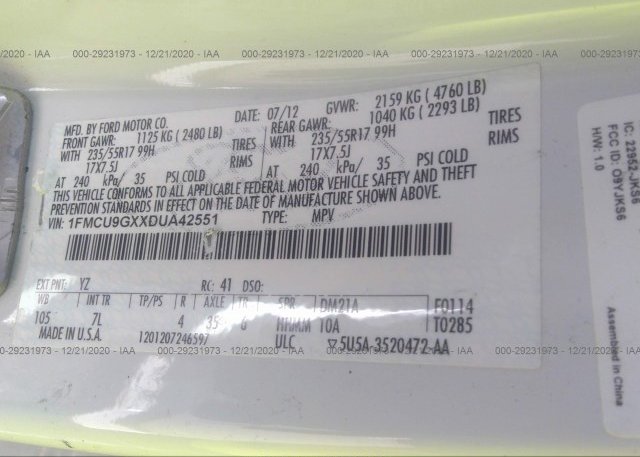 12/21/2020 - IAA 000-29231973 - 12/21/2020 - IAA 000-29231973 - 12/21/2020 - IAA 000-29231973 -
MFD. BY FORD MOTOR CO. DATE: 07/12 GVWR: 2159 KG ( 4760 LB)
FRONT GAWR: 1125 KG ( 2480 LB) REAR GAWR: 1040 KG ( 2293 LB)
WITH 235/55R17 99H TIRES WITH 235/55R17 99H TIRES
17X7.5J RIMS 17X7.5J RIMS
AT 240 kPa/ 35 PSI COLD AT 240 kPa/ 35 PSI COLD
THIS VEHICLE CONFORMS TO ALL APPLICABLE FEDERAL MOTOR VEHICLE SAFETY AND THEFT
PREVENTION STANDARDS IN EFFECT ON THE DATE OF MANUFACTURE SHOWN ABOVE.
VIN: 1FMCU9GXXDUA42551 TYPE: MPV
EXT PNT: YZ RC: 41 DSO:
WB INT TR TP/PS R AXLE TR SPR DM21A F0114
105 7L 4 35 6 HHMM 10A T0285
MADE IN U.S.A. 1201207246597 ULC 5U5A-3520472-AA
-29231973 - 12/21/2020 - IAA 000-29231973 - 12/21/2020 - IAA 000-29231973 - 12/21/2020 - IAA
FCC ID: O9YJKS6
H/W: 1.0